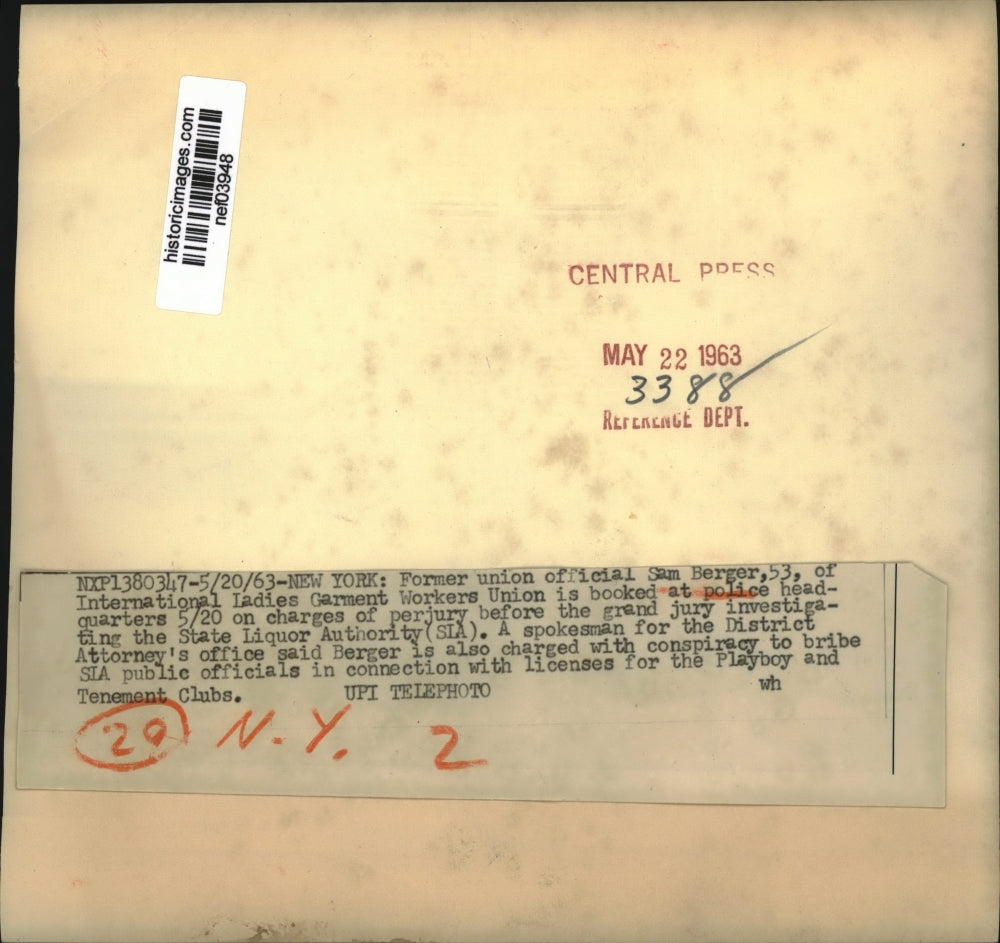 historicimages.com
nef03948
CENTRAL PRESS
MAY 22 1963
3388
REFERENCE DEPT.
NXP1380347-5/20/63-NEW YORK: Former union official Sam Berger,53, of
International Ladies Garment Workers Union is booked at police head-
quarters 5/20 on charges of perjury before the grand jury investiga-
ting the State Liquor Authority(SIA). A spokesman for the District
Attorney's office said Berger is also charged with conspiracy to bribe
SIA public officials in connection with licenses for the Playboy and
Tenement Clubs. UPI TELEPHOTO wh
29 N.Y. 2